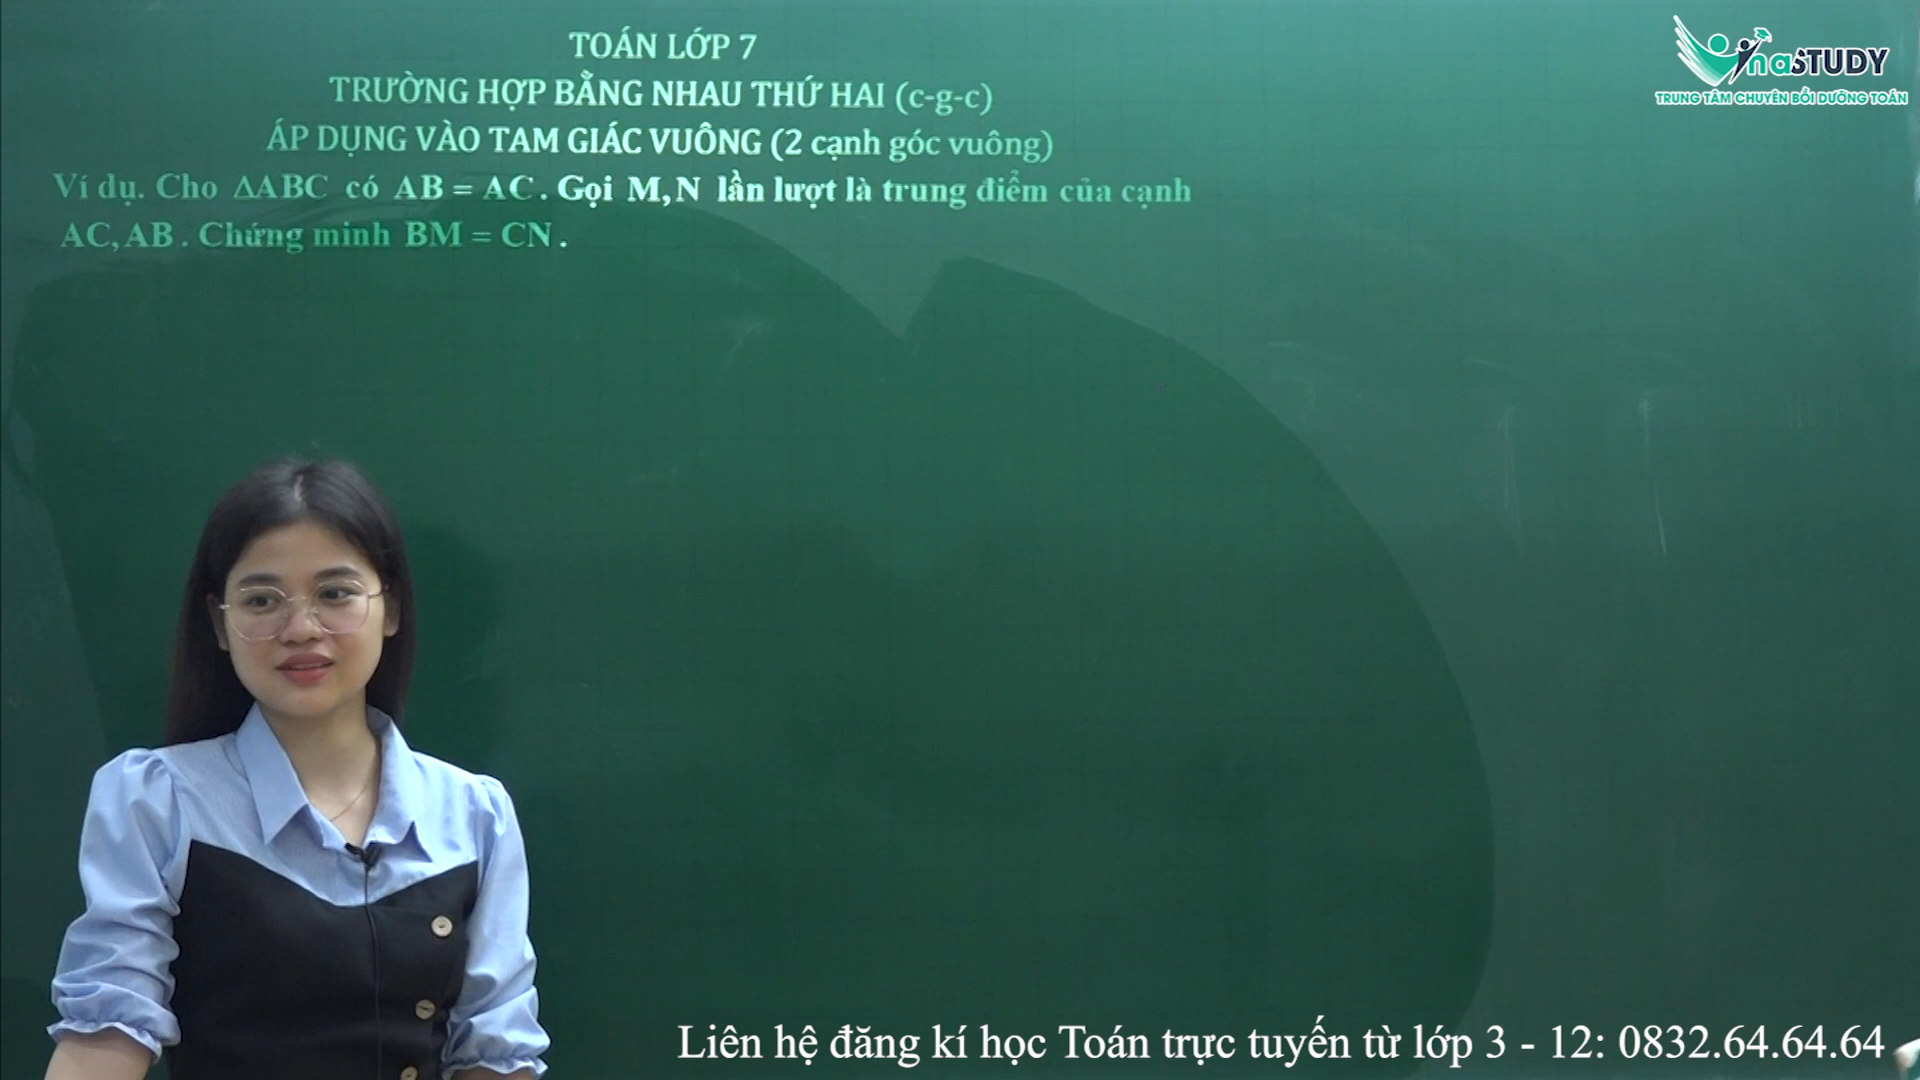 TOÁN LỚP 7
TRƯỜNG HỢP BẰNG NHAU THỨ HAI (c-g-c)
ÁP DỤNG VÀO TAM GIÁC VUÔNG (2 cạnh góc vuông)
Ví dụ. Cho ΔABC có AB = AC. Gọi M, N lần lượt là trung điểm của cạnh
AC, AB. Chứng minh BM = CN.
VinaSTUDY
TRUNG TÂM CHUYÊN BỒI DƯỠNG TOÁN
Liên hệ đăng kí học Toán trực tuyến từ lớp 3 - 12: 0832.64.64.64